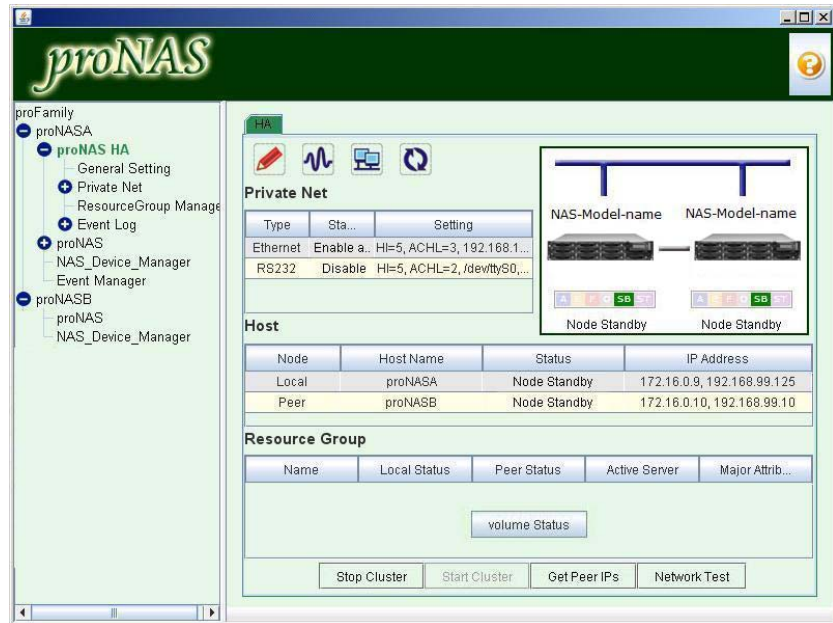 proNAS
proFamily
proNASA
proNAS HA
General Setting
Private Net
ResourceGroup Manage
Event Log
proNAS
NAS_Device_Manager
Event Manager
proNASB
proNAS
NAS_Device_Manager
HA
Private Net
Type Sta... Setting
Ethernet Enable a.. HI=5, ACHL=3, 192.168.1...
RS232 Disable HI=5, ACHL=2, /dev/ttyS0,...
NAS-Model-name NAS-Model-name
A SB ST A SB ST
Node Standby Node Standby
Host
Node Host Name Status IP Address
Local proNASA Node Standby 172.16.0.9, 192.168.99.125
Peer proNASB Node Standby 172.16.0.10, 192.168.99.10
Resource Group
Name Local Status Peer Status Active Server Major Attrib...
volume Status
Stop Cluster Start Cluster Get Peer IPs Network Test